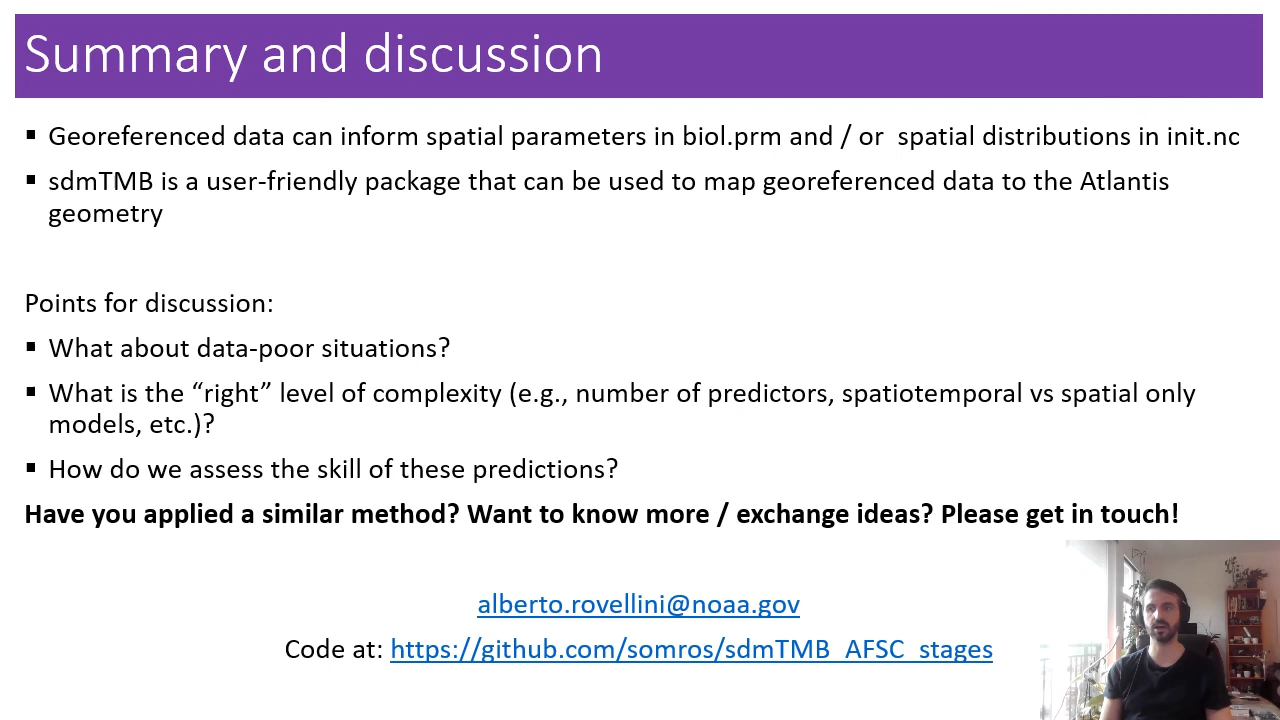 Summary and discussion
▪ Georeferenced data can inform spatial parameters in biol.prm and / or  spatial distributions in init.nc
▪ sdmTMB is a user-friendly package that can be used to map georeferenced data to the Atlantis
geometry
Points for discussion:
▪ What about data-poor situations?
▪ What is the “right” level of complexity (e.g., number of predictors, spatiotemporal vs spatial only
models, etc.)?
▪ How do we assess the skill of these predictions?
Have you applied a similar method? Want to know more / exchange ideas? Please get in touch!
alberto.rovellini@noaa.gov
Code at: https://github.com/somros/sdmTMB_AFSC_stages